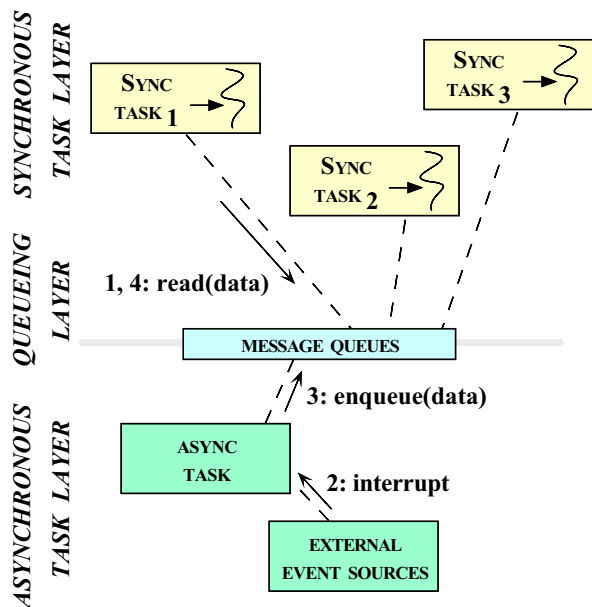 SYNCHRONOUS
TASK LAYER
SYNC
TASK 1
SYNC
TASK 3
SYNC
TASK 2
QUEUEING
LAYER
1, 4: read(data)
MESSAGE QUEUES
3: enqueue(data)
ASYNCHRONOUS
TASK LAYER
ASYNC
TASK
2: interrupt
EXTERNAL
EVENT SOURCES